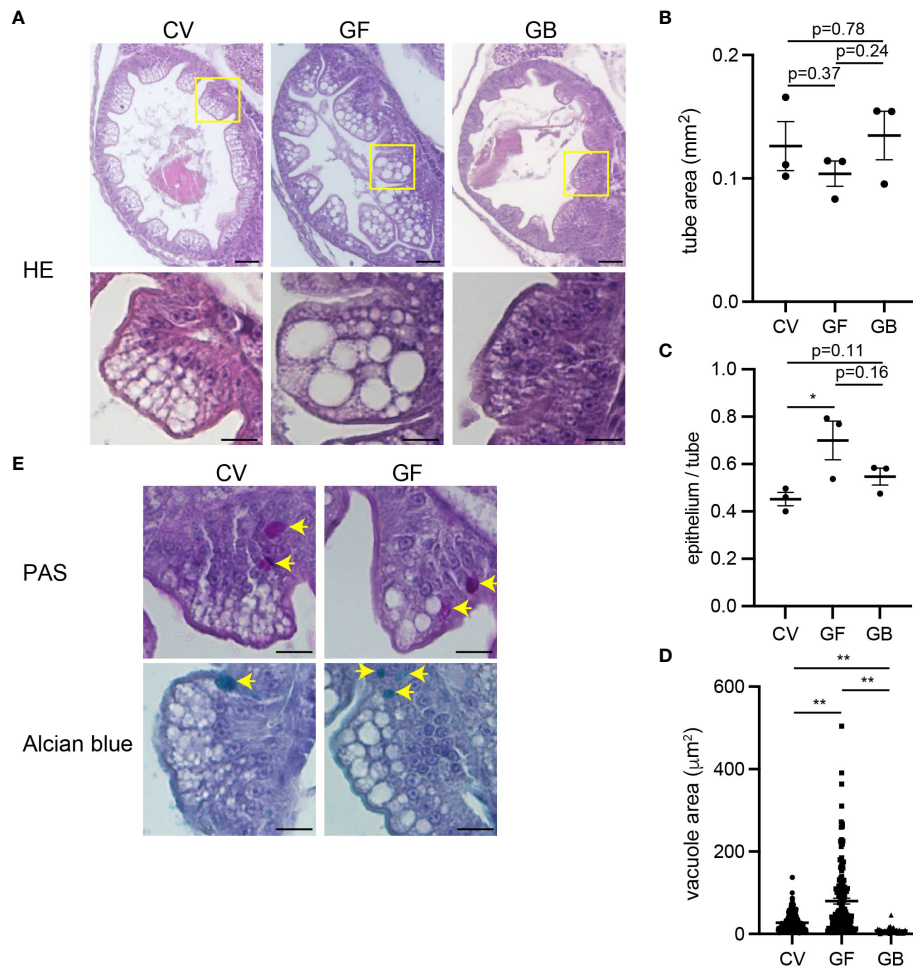 A
CV GF GB
HE
E
CV GF
PAS
Alcian blue
B
p=0.78
p=0.24
p=0.37
0.2
0.1
0.0
tube area (mm²)
CV GF GB
C
p=0.11
p=0.16
*
1.0
0.8
0.6
0.4
0.2
0.0
epithelium / tube
CV GF GB
D
**
**
**
600
400
200
0
vacuole area (μm²)
CV GF GB